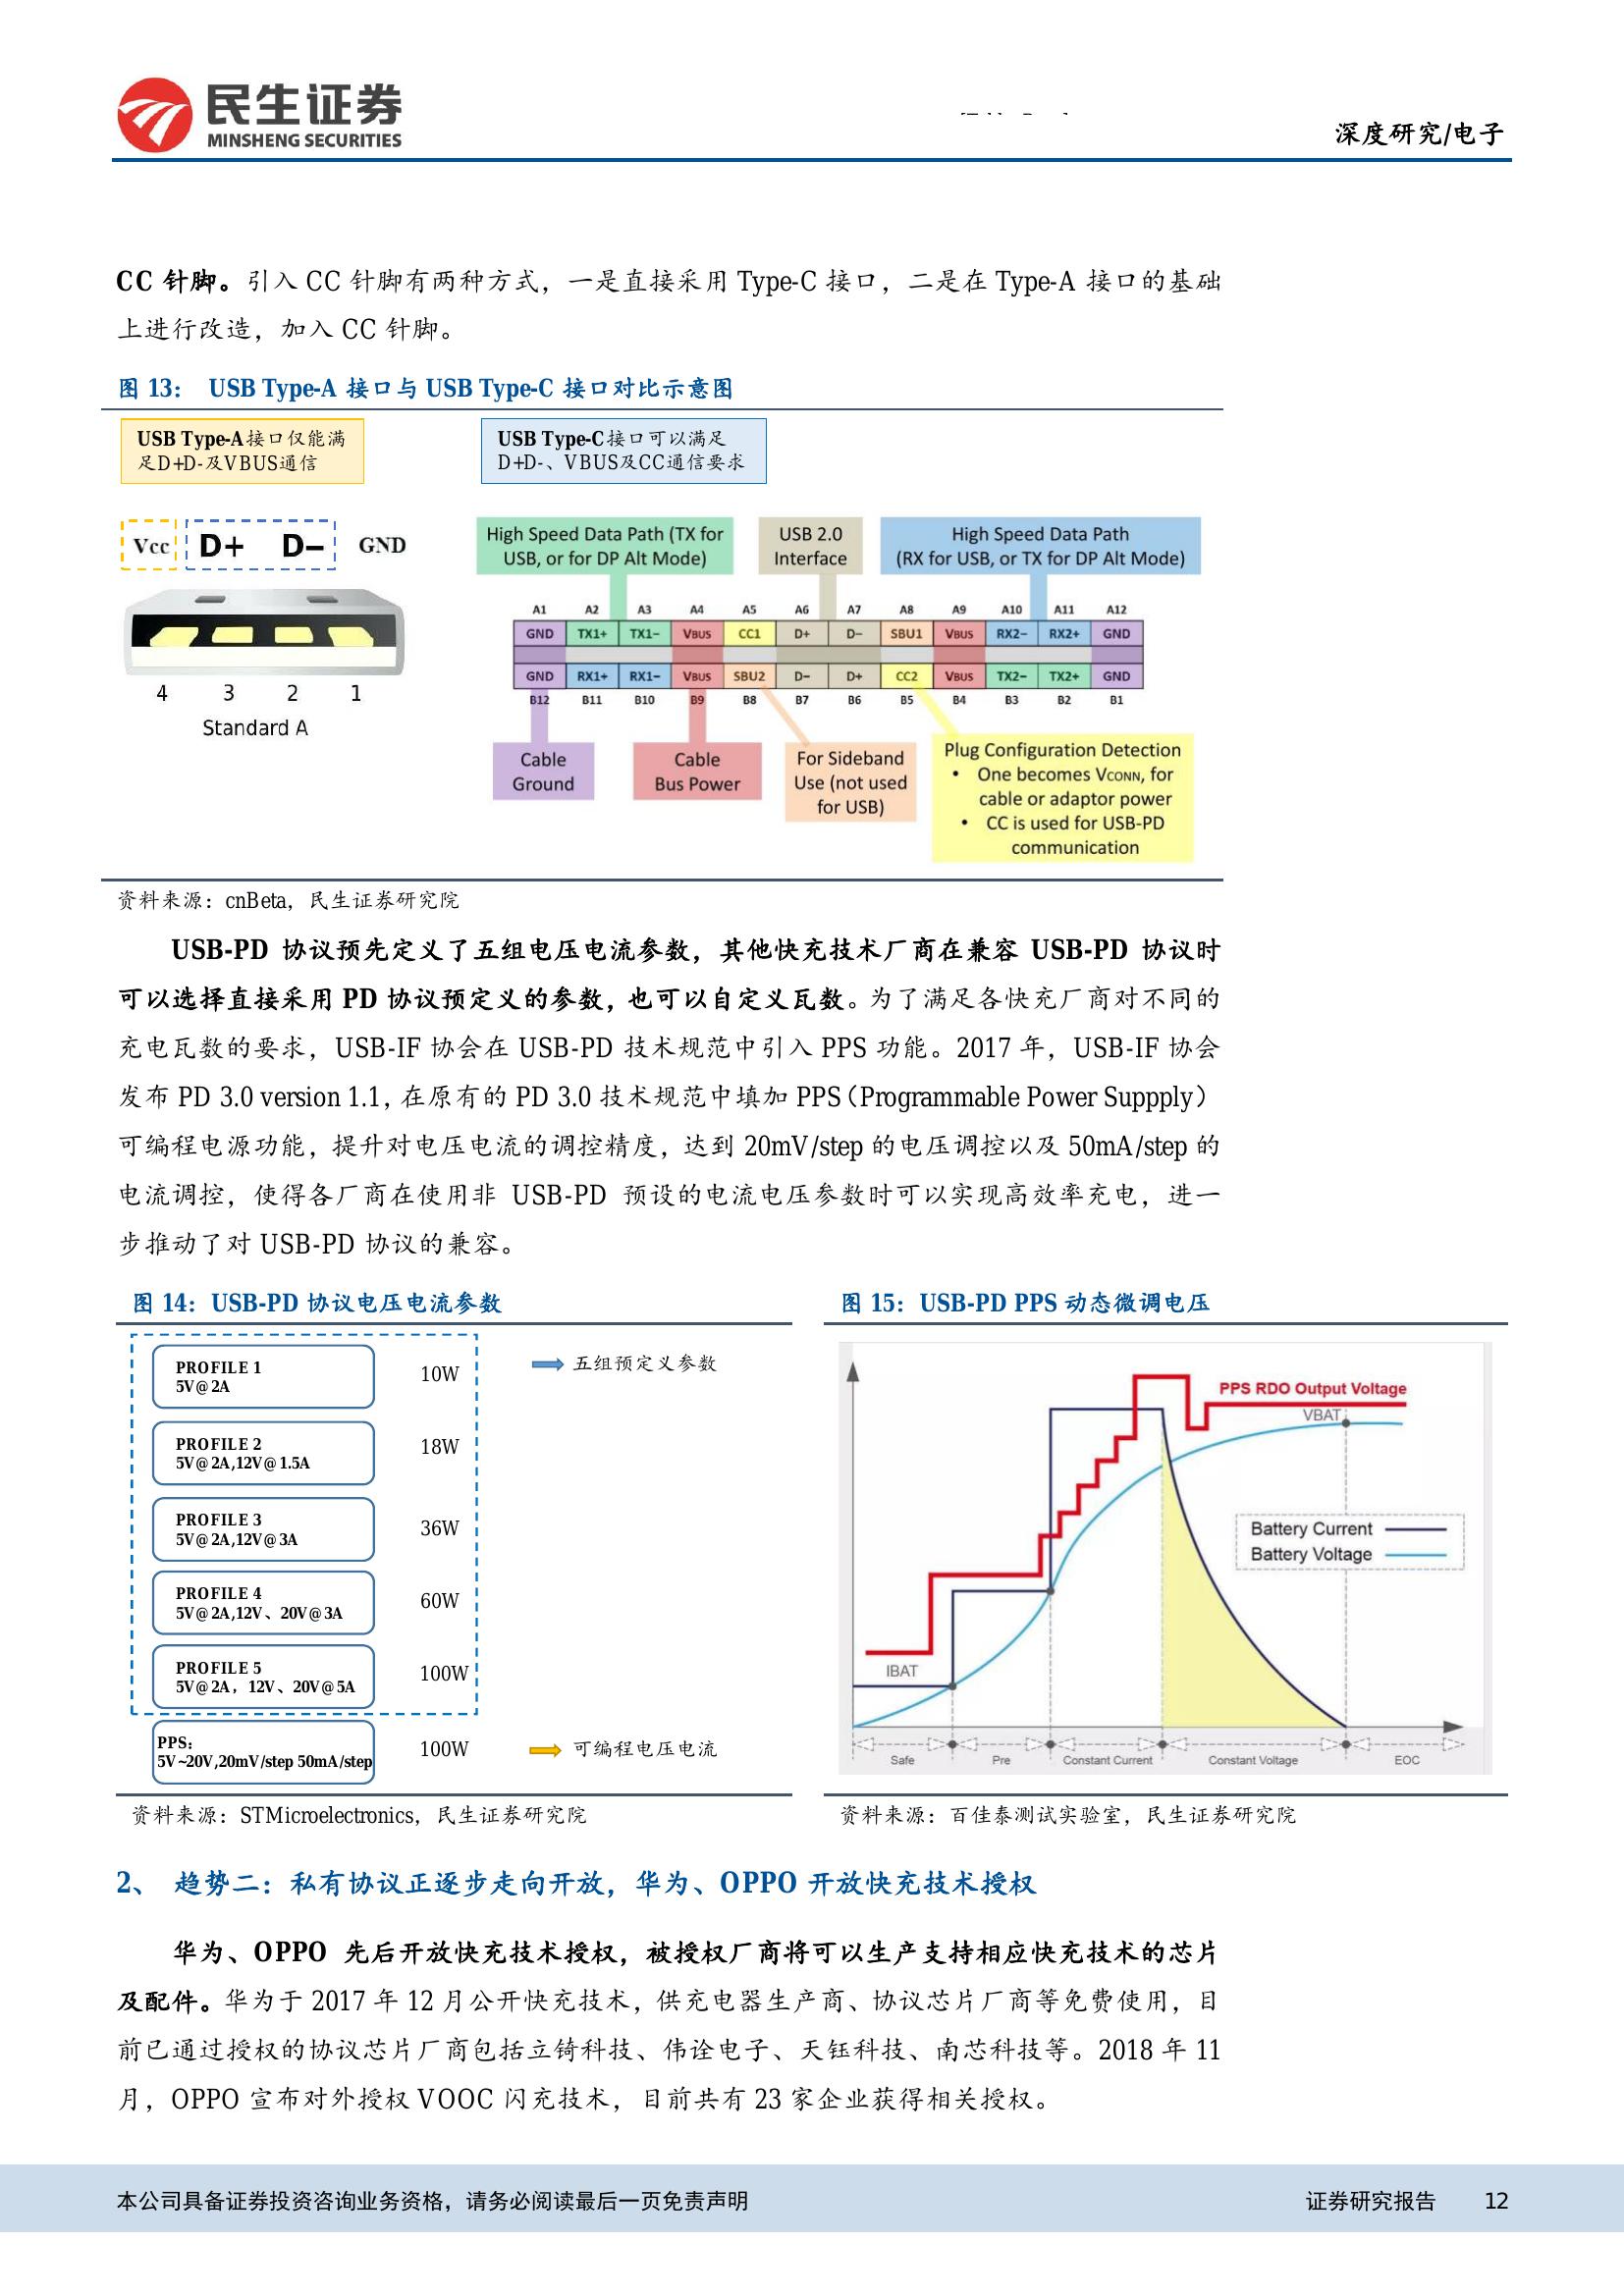 民生证券
MINSHENG SECURITIES
深度研究/电子
CC 针脚。引入 CC 针脚有两种方式，一是直接采用 Type-C 接口，二是在 Type-A 接口的基础
上进行改造，加入 CC 针脚。
图 13： USB Type-A 接口与 USB Type-C 接口对比示意图
USB Type-A接口仅能满
足D+D-及VBUS通信
USB Type-C接口可以满足
D+D-、VBUS及CC通信要求
Vcc D+ D− GND
4 3 2 1
Standard A
High Speed Data Path (TX for
USB, or for DP Alt Mode)
USB 2.0
Interface
High Speed Data Path
(RX for USB, or TX for DP Alt Mode)
A1 A2 A3 A4 A5 A6 A7 A8 A9 A10 A11 A12
GND TX1+ TX1− VBUS CC1 D+ D− SBU1 VBUS RX2− RX2+ GND
GND RX1+ RX1− VBUS SBU2 D− D+ CC2 VBUS TX2− TX2+ GND
B12 B11 B10 B9 B8 B7 B6 B5 B4 B3 B2 B1
Cable
Ground
Cable
Bus Power
For Sideband
Use (not used
for USB)
Plug Configuration Detection
• One becomes VCONN, for
cable or adaptor power
• CC is used for USB-PD
communication
资料来源：cnBeta，民生证券研究院
USB-PD 协议预先定义了五组电压电流参数，其他快充技术厂商在兼容 USB-PD 协议时
可以选择直接采用 PD 协议预定义的参数，也可以自定义瓦数。为了满足各快充厂商对不同的
充电瓦数的要求，USB-IF 协会在 USB-PD 技术规范中引入 PPS 功能。2017 年，USB-IF 协会
发布 PD 3.0 version 1.1，在原有的 PD 3.0 技术规范中填加 PPS（Programmable Power Suppply）
可编程电源功能，提升对电压电流的调控精度，达到 20mV/step 的电压调控以及 50mA/step 的
电流调控，使得各厂商在使用非 USB-PD 预设的电流电压参数时可以实现高效率充电，进一
步推动了对 USB-PD 协议的兼容。
图 14：USB-PD 协议电压电流参数
PROFILE 1
5V@2A
10W
五组预定义参数
PROFILE 2
5V@2A,12V@1.5A
18W
PROFILE 3
5V@2A,12V@3A
36W
PROFILE 4
5V@2A,12V、20V@3A
60W
PROFILE 5
5V@2A，12V、20V@5A
100W
PPS:
5V~20V,20mV/step 50mA/step
100W
可编程电压电流
资料来源：STMicroelectronics，民生证券研究院
图 15：USB-PD PPS 动态微调电压
PPS RDO Output Voltage
VBAT
Battery Current
Battery Voltage
IBAT
Safe Pre Constant Current Constant Voltage EOC
资料来源：百佳泰测试实验室，民生证券研究院
2、 趋势二：私有协议正逐步走向开放，华为、OPPO 开放快充技术授权
华为、OPPO 先后开放快充技术授权，被授权厂商将可以生产支持相应快充技术的芯片
及配件。华为于 2017 年 12 月公开快充技术，供充电器生产商、协议芯片厂商等免费使用，目
前已通过授权的协议芯片厂商包括立锜科技、伟诠电子、天钰科技、南芯科技等。2018 年 11
月，OPPO 宣布对外授权 VOOC 闪充技术，目前共有 23 家企业获得相关授权。
本公司具备证券投资咨询业务资格，请务必阅读最后一页免责声明
证券研究报告 12